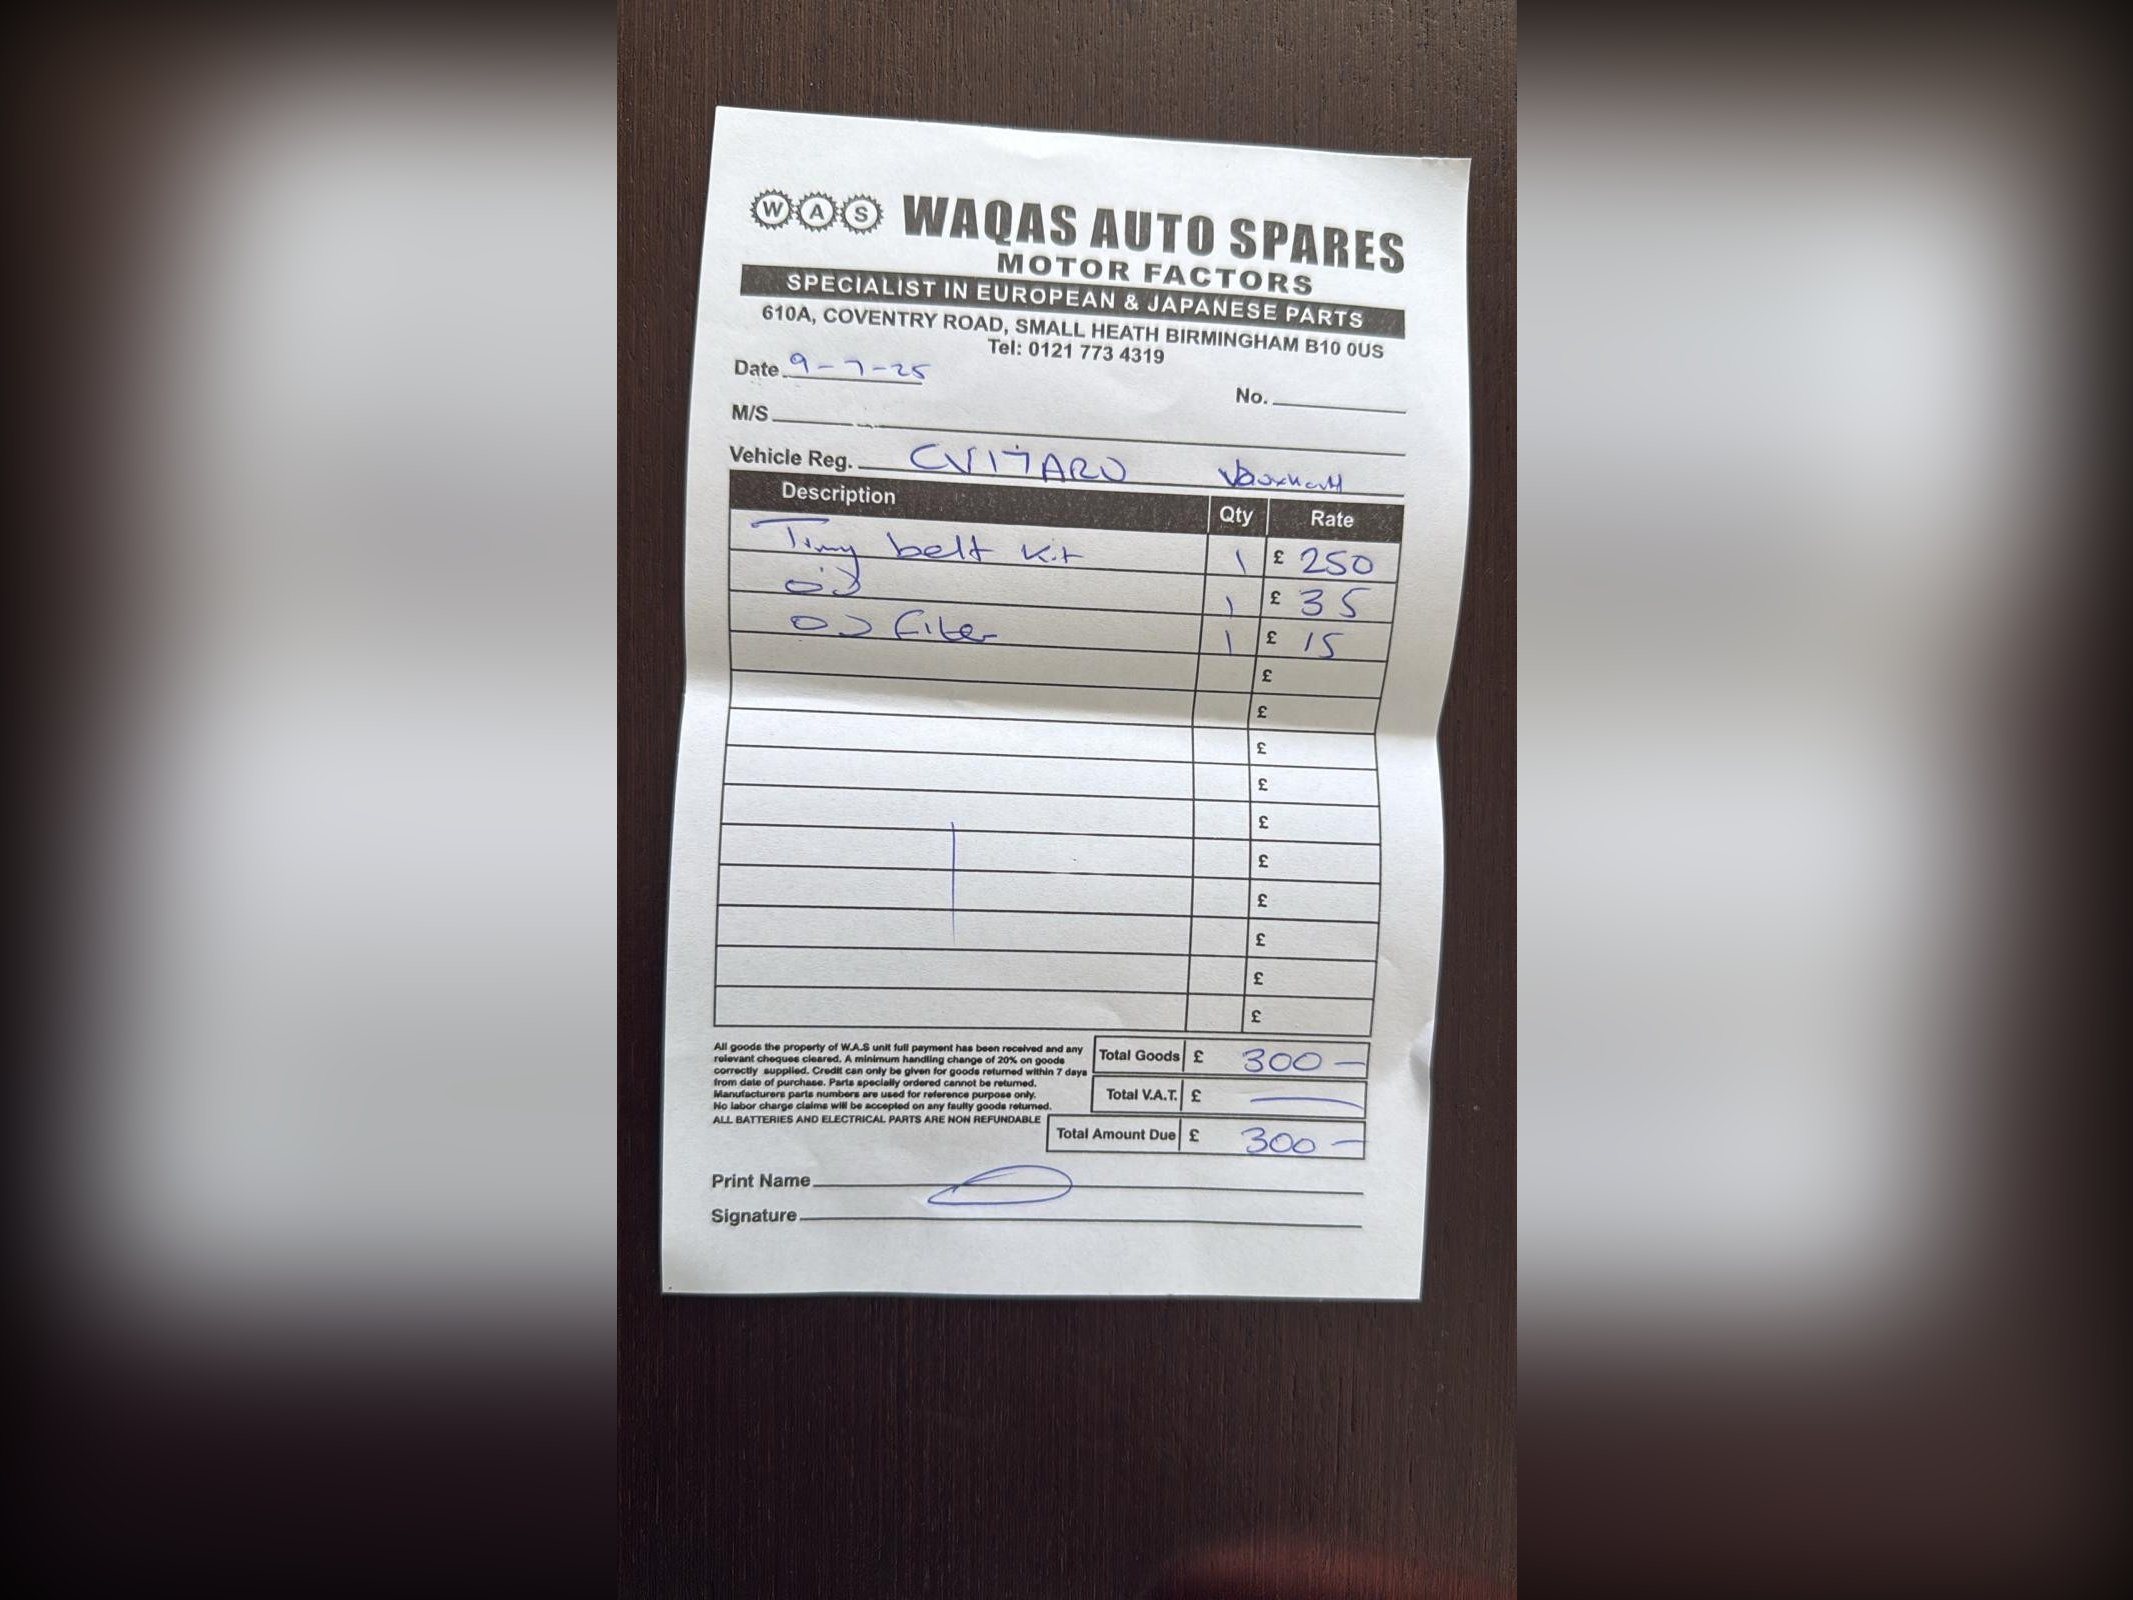 W A S WAQAS AUTO SPARES
MOTOR FACTORS
SPECIALIST IN EUROPEAN & JAPANESE PARTS
610A, COVENTRY ROAD, SMALL HEATH BIRMINGHAM B10 0US
Tel: 0121 773 4319
Date 9-7-25
No.
M/S
Vehicle Reg. CV17ARU Vauxhall
Description Qty Rate
Timy belt kit 1 £ 250
oil 1 £ 35
oil filter 1 £ 15
£
£
£
£
£
£
£
£
£
£
All goods the property of W.A.S unit full payment has been received and any
relevant cheques cleared. A minimum handling change of 20% on goods
correctly supplied. Credit can only be given for goods returned within 7 days
from date of purchase. Parts specially ordered cannot be returned.
Manufacturers parts numbers are used for reference purpose only.
No labor charge claims will be accepted on any faulty goods returned.
ALL BATTERIES AND ELECTRICAL PARTS ARE NON REFUNDABLE
Total Goods £ 300 —
Total V.A.T. £ —
Total Amount Due £ 300 —
Print Name
Signature